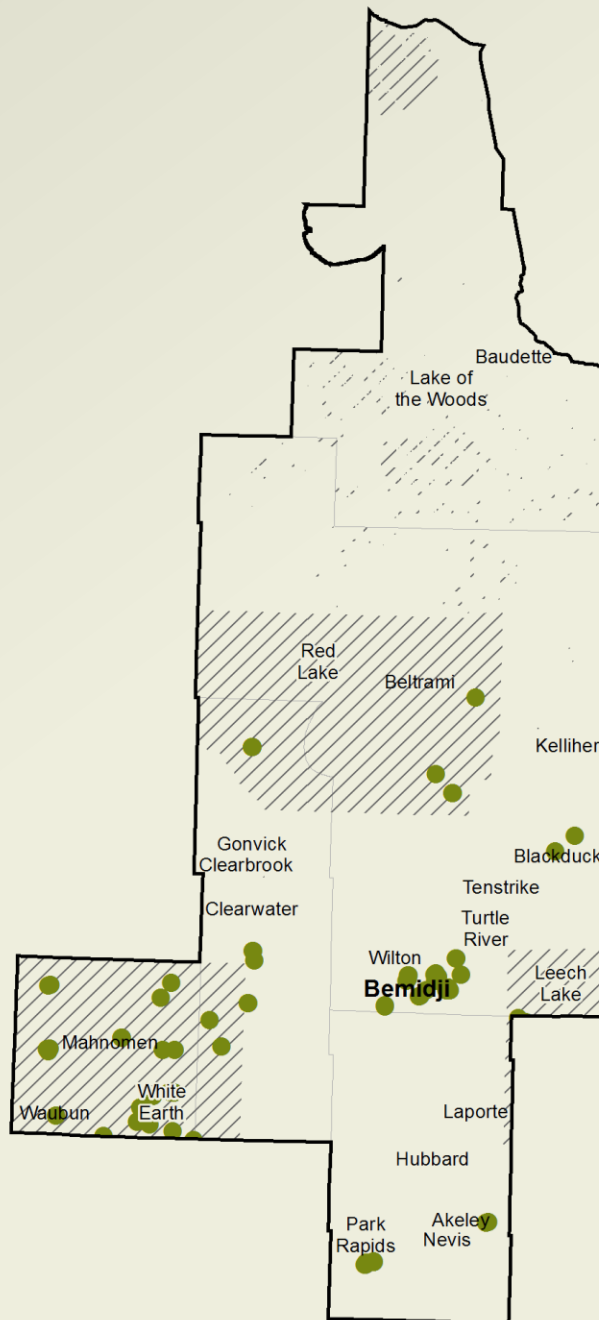 Baudette
Lake of
the Woods
Red
Lake
Beltrami
Kelliher
Gonvick
Clearbrook
Blackduck
Tenstrike
Clearwater
Turtle
River
Wilton
Bemidji
Leech
Lake
Mahnomen
White
Earth
Waubun
Laporte
Hubbard
Park
Rapids
Akeley
Nevis